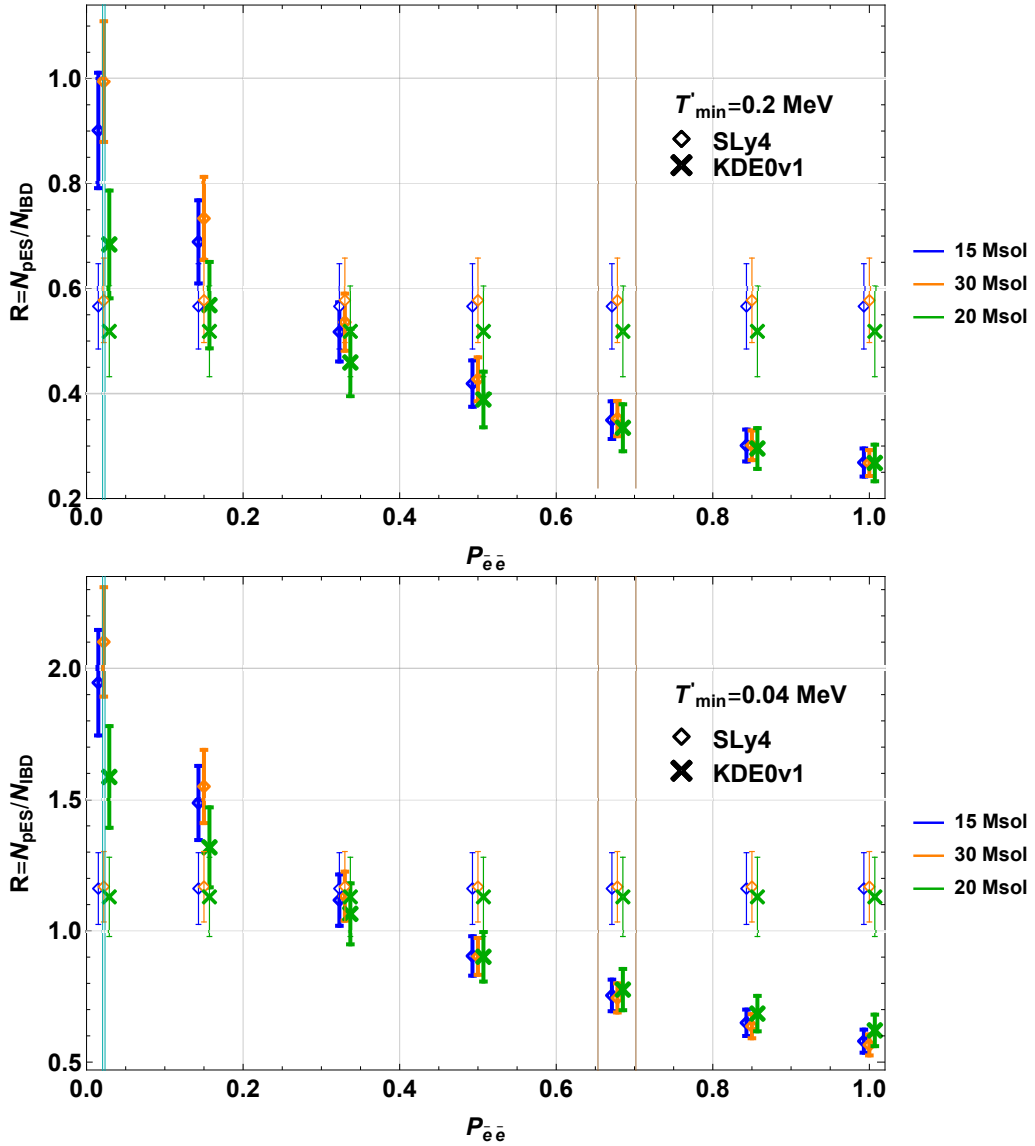 R=NpES/NIBD
1.0
0.8
0.6
0.4
0.2
T'min=0.2 MeV
SLy4
KDE0v1
15 Msol
30 Msol
20 Msol
0.0 0.2 0.4 0.6 0.8 1.0
Pēē
R=NpES/NIBD
2.0
1.5
1.0
0.5
T'min=0.04 MeV
SLy4
KDE0v1
15 Msol
30 Msol
20 Msol
0.0 0.2 0.4 0.6 0.8 1.0
Pēē